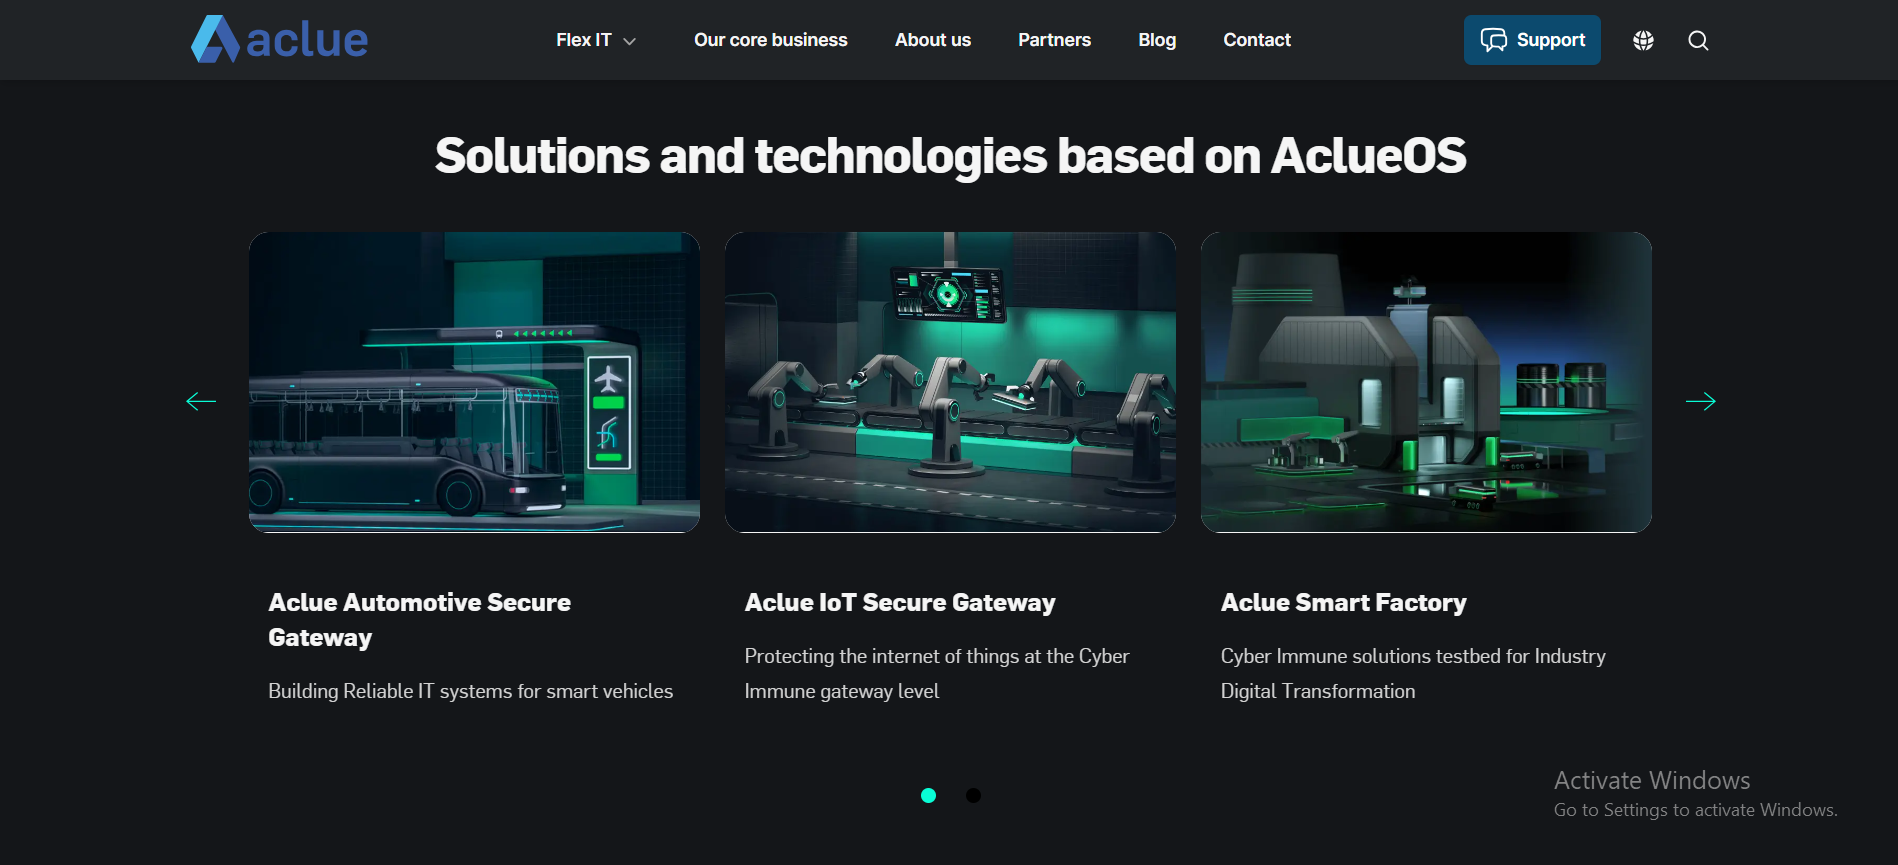 aclue
Flex IT
Our core business
About us
Partners
Blog
Contact
Support
Solutions and technologies based on AclueOS
Aclue Automotive Secure
Gateway
Building Reliable IT systems for smart vehicles
Aclue IoT Secure Gateway
Protecting the internet of things at the Cyber
Immune gateway level
Aclue Smart Factory
Cyber Immune solutions testbed for Industry
Digital Transformation
Activate Windows
Go to Settings to activate Windows.